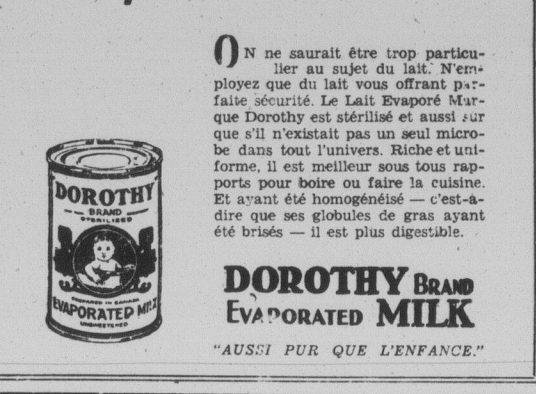 ON ne saurait être trop particu-
lier au sujet du lait. N'em-
ployez que du lait vous offrant par-
faite sécurité. Le Lait Evaporé Mar-
que Dorothy est stérilisé et aussi sûr
que s'il n'existait pas un seul micro-
be dans tout l'univers. Riche et uni-
forme, il est meilleur sous tous rap-
ports pour boire ou faire la cuisine.
Et ayant été homogénéisé — c'est-à-
dire que ses globules de gras ayant
été brisés — il est plus digestible.
DOROTHY
BRAND
STERILIZED
PREPARED IN CANADA
EVAPORATED MILK
UNSWEETENED
DOROTHY BRAND
EVAPORATED MILK
"AUSSI PUR QUE L'ENFANCE."